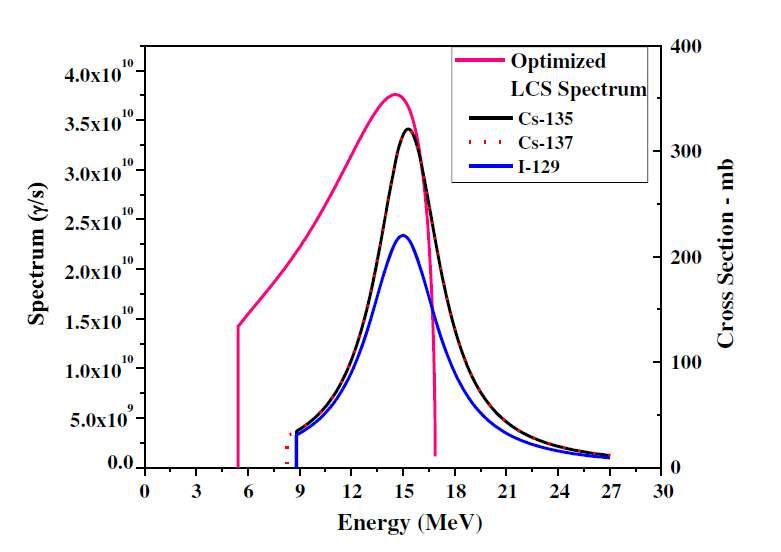 Optimized
LCS Spectrum
Cs-135
Cs-137
I-129
Spectrum (γ/s)
4.0x10^10
3.5x10^10
3.0x10^10
2.5x10^10
2.0x10^10
1.5x10^10
1.0x10^10
5.0x10^9
0.0
400
300
200
100
0
Cross Section - mb
0 3 6 9 12 15 18 21 24 27 30
Energy (MeV)